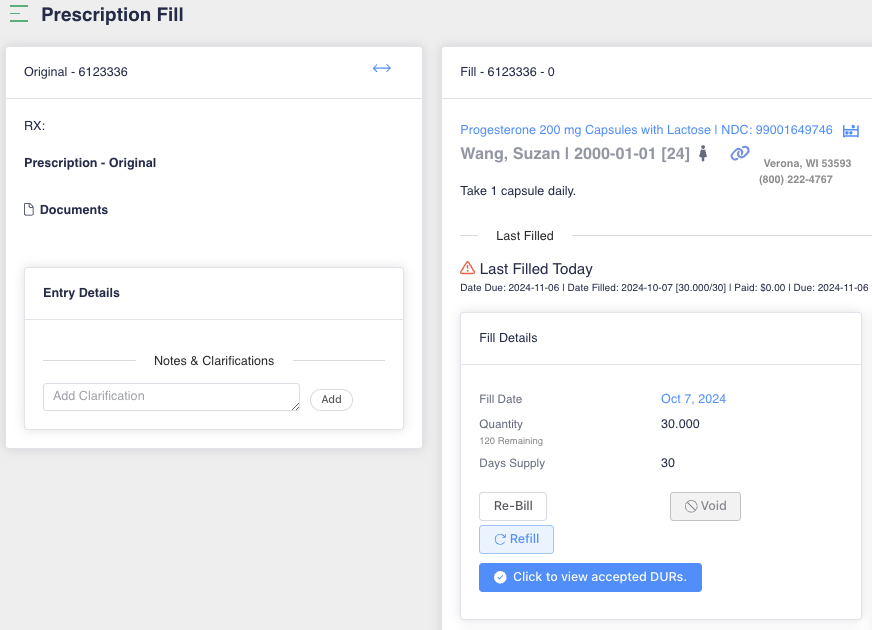 Prescription Fill
Original - 6123336
RX:
Prescription - Original
Documents
Entry Details
Notes & Clarifications
Add Clarification
Add
Fill - 6123336 - 0
Progesterone 200 mg Capsules with Lactose | NDC: 99001649746
Wang, Suzan | 2000-01-01 [24]
Verona, WI 53593
(800) 222-4767
Take 1 capsule daily.
Last Filled
Last Filled Today
Date Due: 2024-11-06 | Date Filled: 2024-10-07 [30.000/30] | Paid: $0.00 | Due: 2024-11-06
Fill Details
Fill Date Oct 7, 2024
Quantity 30.000
120 Remaining
Days Supply 30
Re-Bill Void
Refill
Click to view accepted DURs.